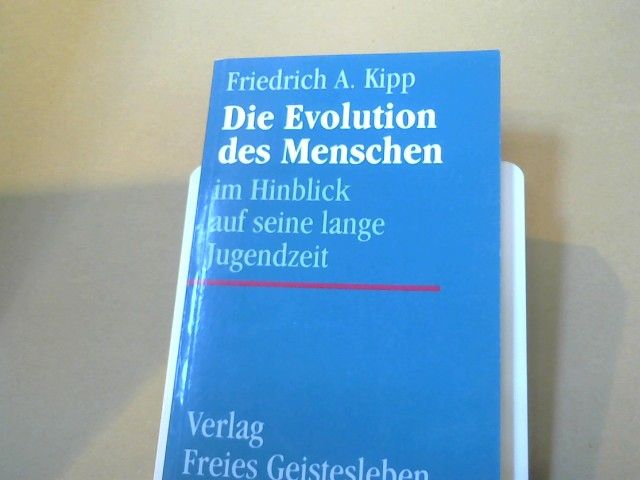 Friedrich A. Kipp
Die Evolution
des Menschen
im Hinblick
auf seine lange
Jugendzeit
Verlag
Freies Geistesleben